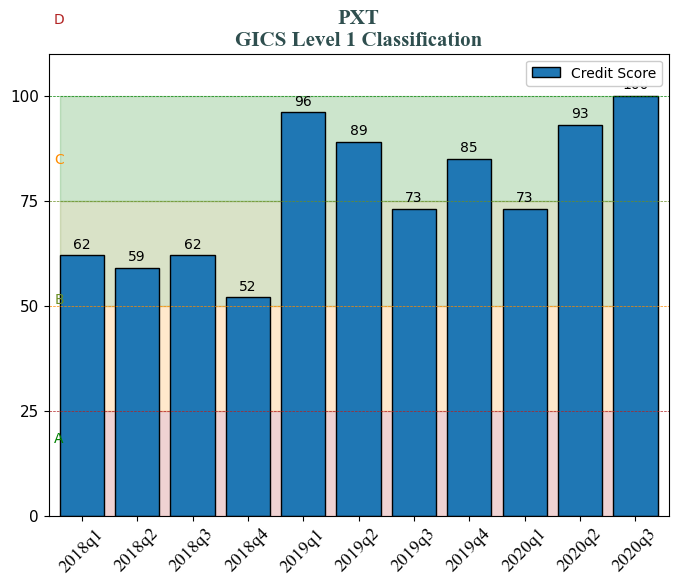 D
PXT
GICS Level 1 Classification
Credit Score
100
75
50
25
0
C
B
A
62
59
62
52
96
89
73
85
73
93
2018q1
2018q2
2018q3
2018q4
2019q1
2019q2
2019q3
2019q4
2020q1
2020q2
2020q3